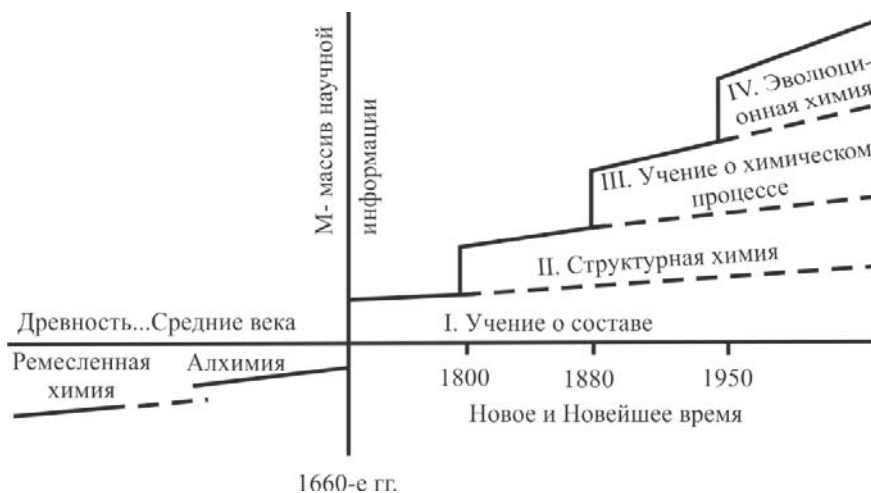 М- массив научной
информации
IV. Эволюци-
онная химия
III. Учение о химическом
процессе
II. Структурная химия
I. Учение о составе
Древность...Средние века
Ремесленная
химия
Алхимия
1800
1880
1950
Новое и Новейшее время
1660-е гг.